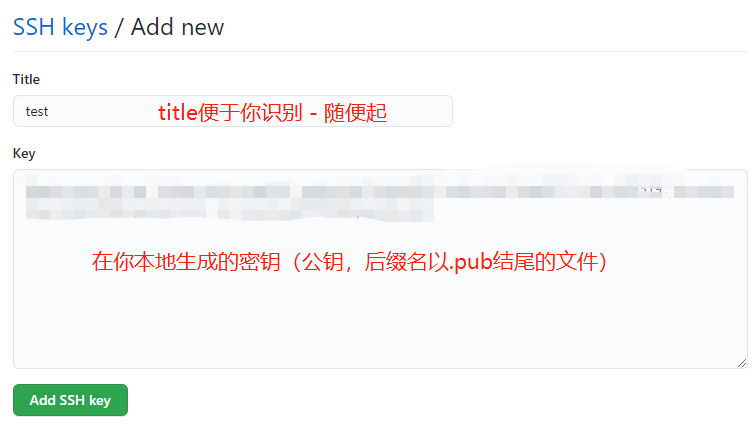 SSH keys / Add new
Title
test
title便于你识别 - 随便起
Key
在你本地生成的密钥（公钥，后缀名以.pub结尾的文件）
Add SSH key